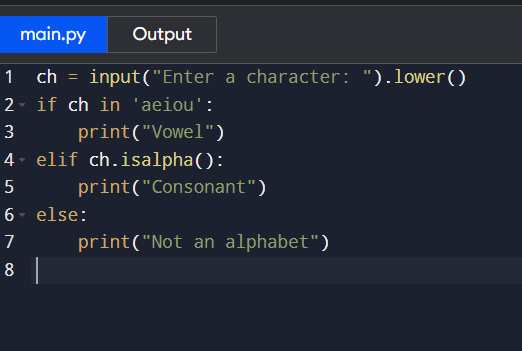 main.py Output
1 ch = input("Enter a character: ").lower()
2 if ch in 'aeiou':
3     print("Vowel")
4 elif ch.isalpha():
5     print("Consonant")
6 else:
7     print("Not an alphabet")
8